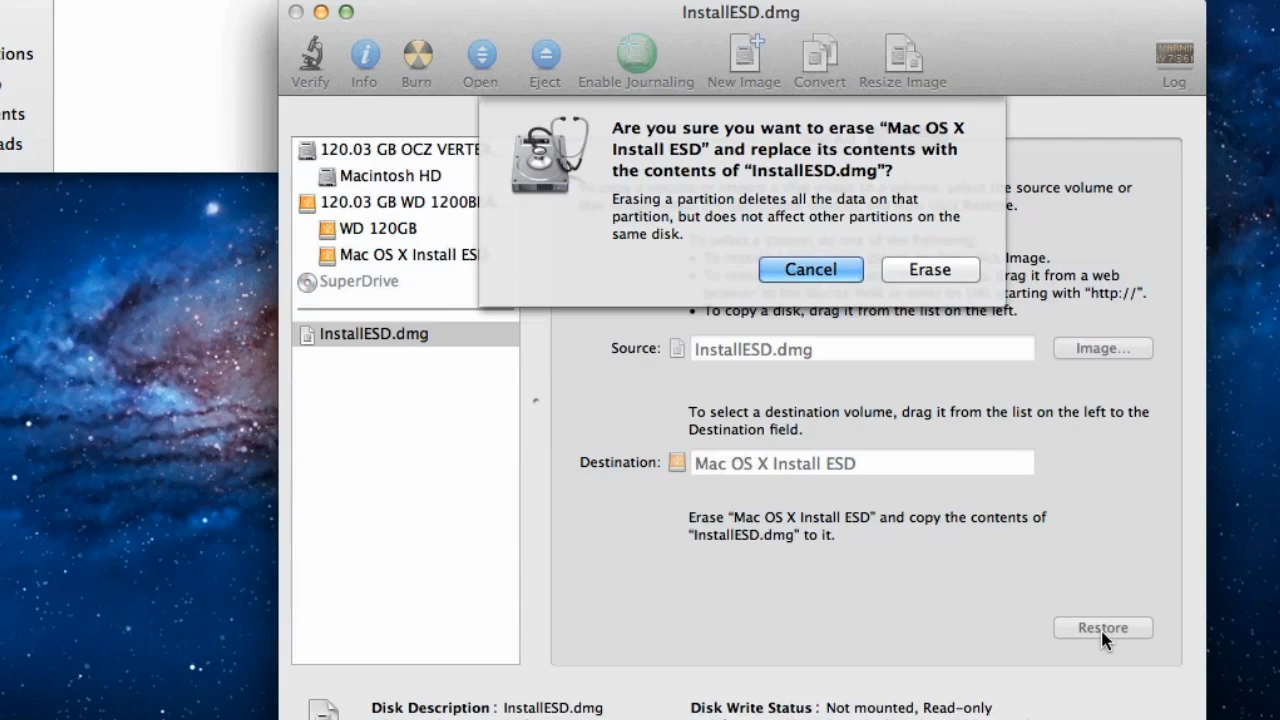 InstallESD.dmg
Verify Info Burn Open Eject Enable Journaling New Image Convert Resize Image Log
Are you sure you want to erase “Mac OS X
Install ESD” and replace its contents with
the contents of “InstallESD.dmg”?
Erasing a partition deletes all the data on that
partition, but does not affect other partitions on the
same disk.
Cancel Erase
120.03 GB OCZ VERTE
Macintosh HD
120.03 GB WD 1200B
WD 120GB
Mac OS X Install ES
SuperDrive
InstallESD.dmg
source volume or
Image.
rag it from a web
tarting with “http://”.
• To copy a disk, drag it from the list on the left.
Source: InstallESD.dmg Image...
To select a destination volume, drag it from the list on the left to the
Destination field.
Destination: Mac OS X Install ESD
Erase “Mac OS X Install ESD” and copy the contents of
“InstallESD.dmg” to it.
Restore
Disk Description : InstallESD.dmg
Disk Write Status : Not mounted, Read-only
ions
ents
ads